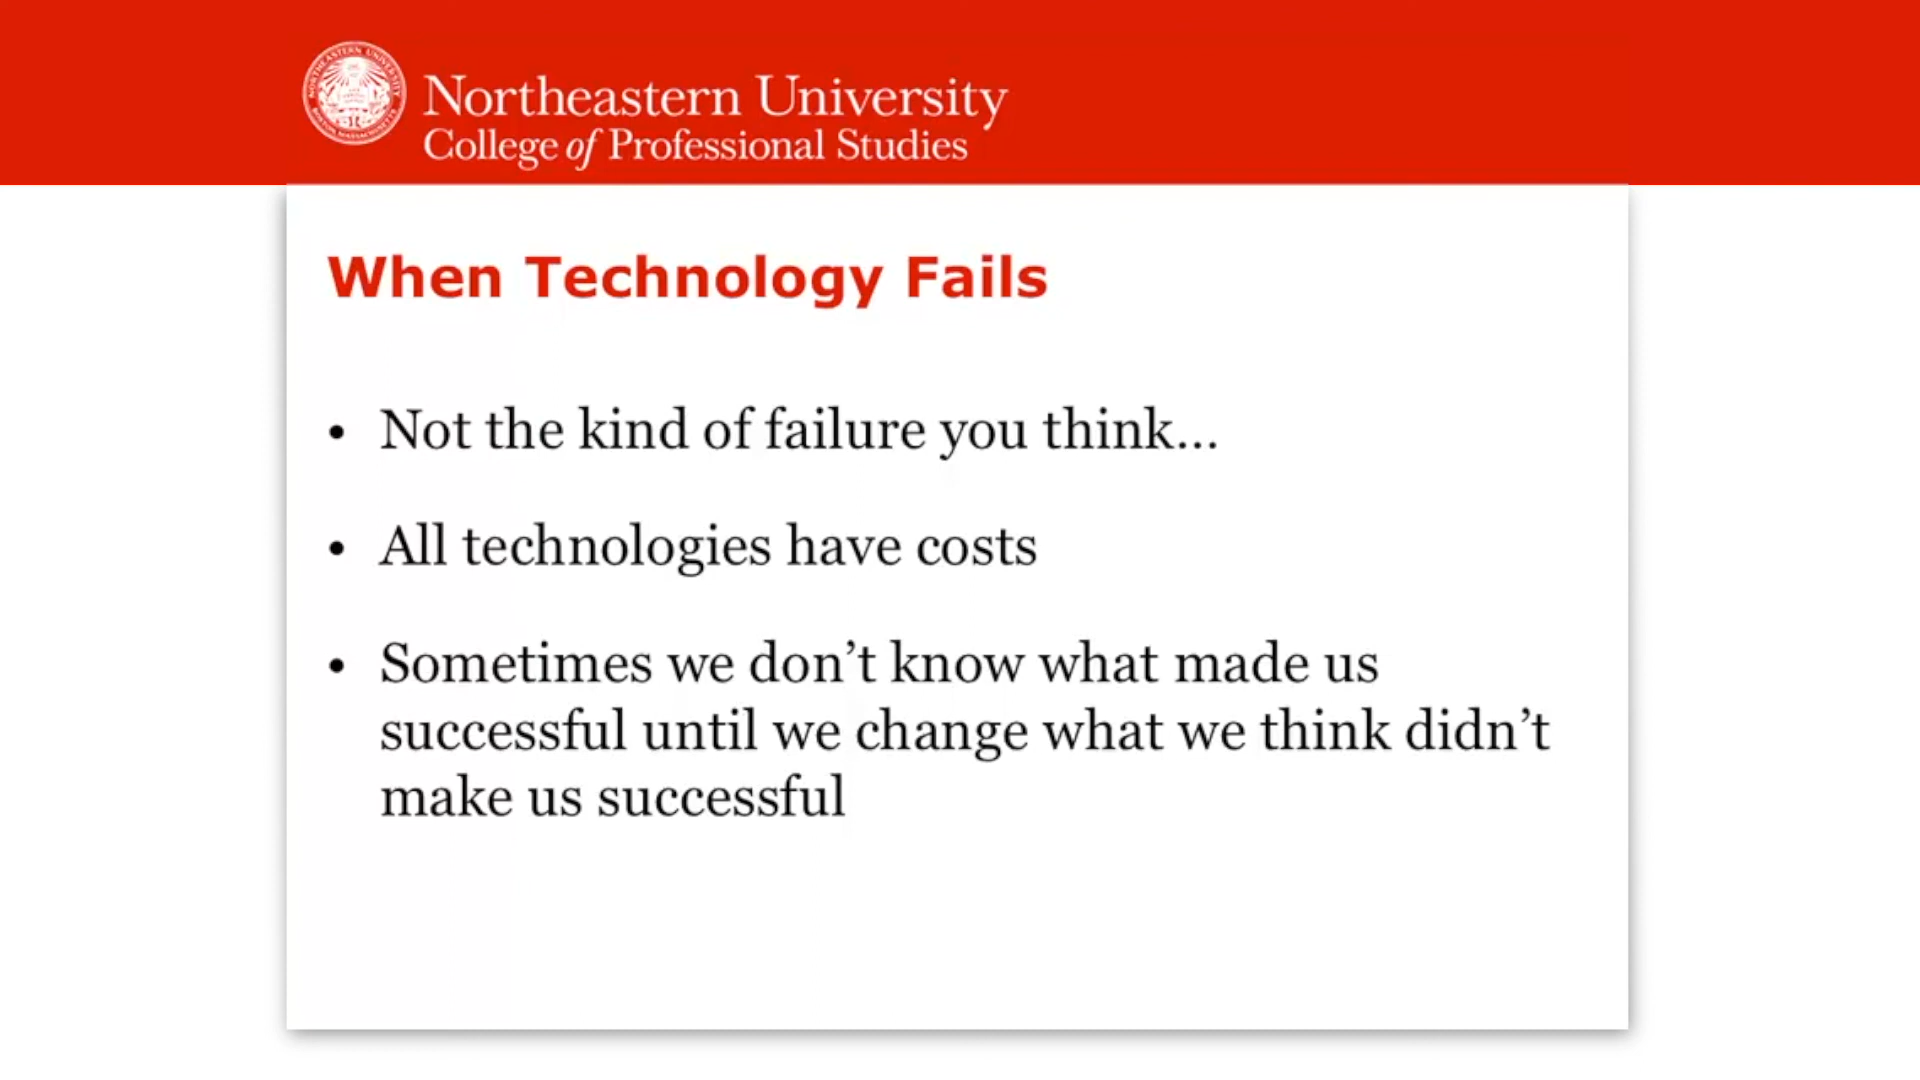 Northeastern University
College of Professional Studies
When Technology Fails
• Not the kind of failure you think...
• All technologies have costs
• Sometimes we don’t know what made us
successful until we change what we think didn’t
make us successful